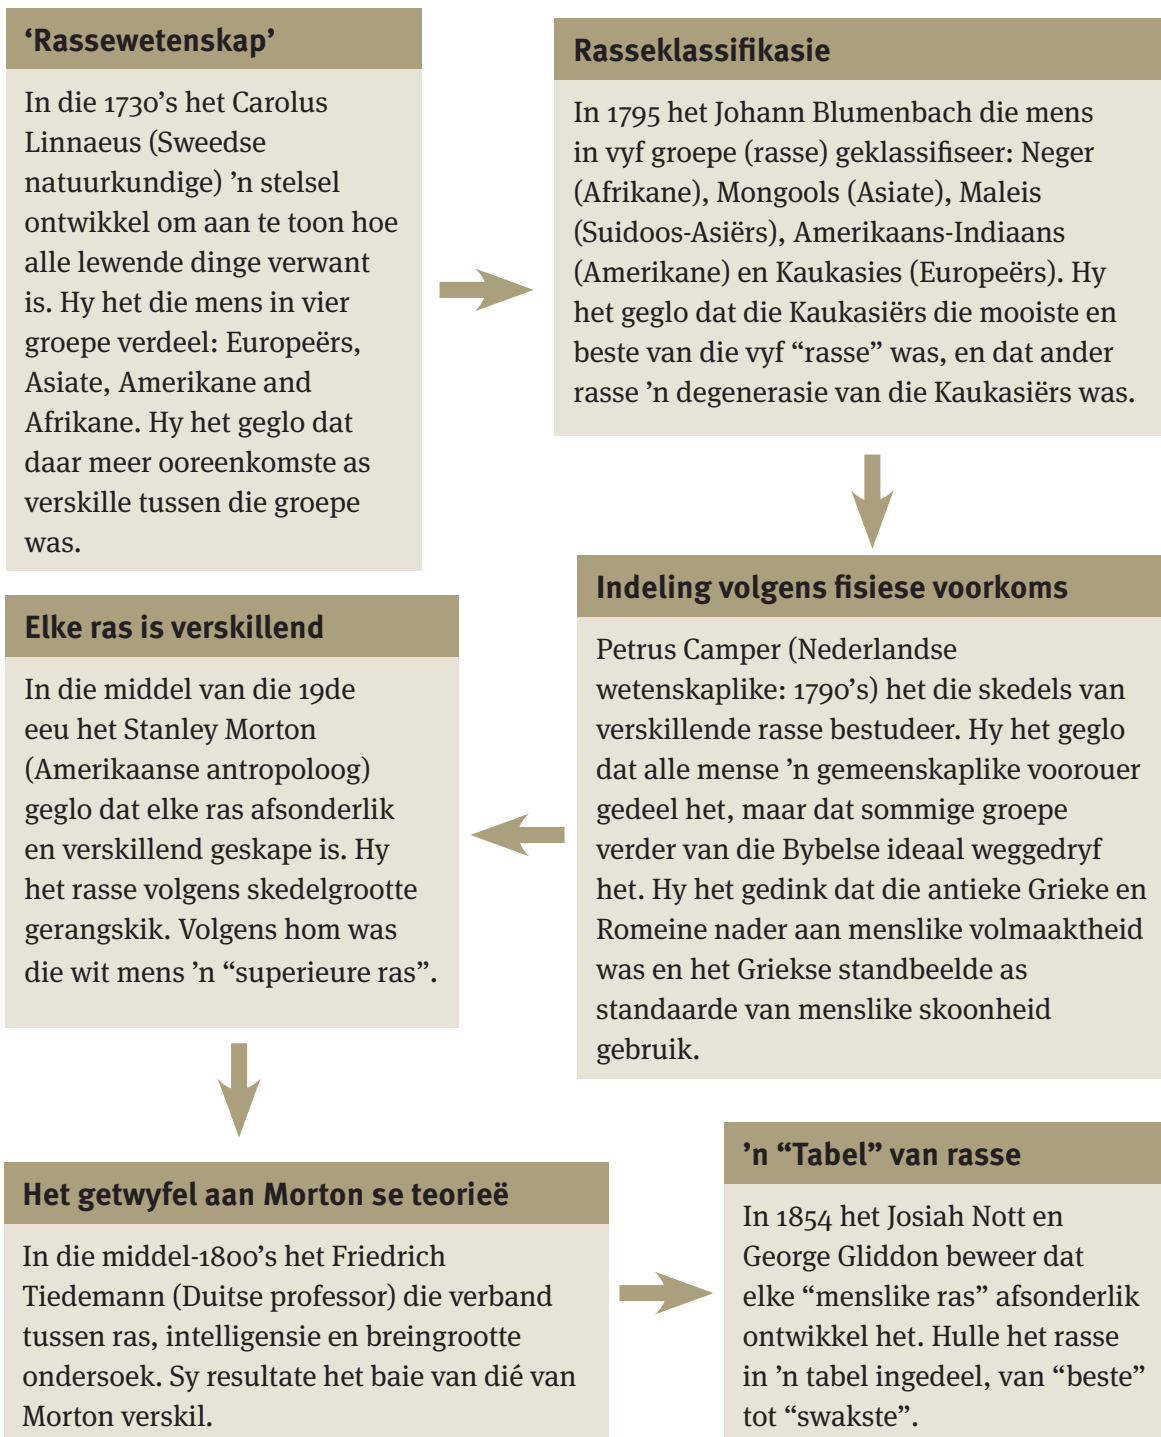 ‘Rassewetenskap’
In die 1730’s het Carolus
Linnaeus (Sweedse
natuurkundige) ’n stelsel
ontwikkel om aan te toon hoe
alle lewende dinge verwant
is. Hy het die mens in vier
groepe verdeel: Europeërs,
Asiate, Amerikane and
Afrikane. Hy het geglo dat
daar meer ooreenkomste as
verskille tussen die groepe
was.
Rasseklassifikasie
In 1795 het Johann Blumenbach die mens
in vyf groepe (rasse) geklassifiseer: Neger
(Afrikane), Mongools (Asiate), Maleis
(Suidoos-Asiërs), Amerikaans-Indiaans
(Amerikane) en Kaukasies (Europeërs). Hy
het geglo dat die Kaukasiërs die mooiste en
beste van die vyf “rasse” was, en dat ander
rasse ’n degenerasie van die Kaukasiërs was.
Indeling volgens fisiese voorkoms
Petrus Camper (Nederlandse
wetenskaplike: 1790’s) het die skedels van
verskillende rasse bestudeer. Hy het geglo
dat alle mense ’n gemeenskaplike voorouer
gedeel het, maar dat sommige groepe
verder van die Bybelse ideaal weggedryf
het. Hy het gedink dat die antieke Grieke en
Romeine nader aan menslike volmaaktheid
was en het Griekse standbeelde as
standaarde van menslike skoonheid
gebruik.
Elke ras is verskillend
In die middel van die 19de
eeu het Stanley Morton
(Amerikaanse antropoloog)
geglo dat elke ras afsonderlik
en verskillend geskape is. Hy
het rasse volgens skedelgrootte
gerangskik. Volgens hom was
die wit mens ’n “superieure ras”.
Het getwyfel aan Morton se teorieë
In die middel-1800’s het Friedrich
Tiedemann (Duitse professor) die verband
tussen ras, intelligensie en breingrootte
ondersoek. Sy resultate het baie van dié van
Morton verskil.
’n “Tabel” van rasse
In 1854 het Josiah Nott en
George Gliddon beweer dat
elke “menslike ras” afsonderlik
ontwikkel het. Hulle het rasse
in ’n tabel ingedeel, van “beste”
tot “swakste”.